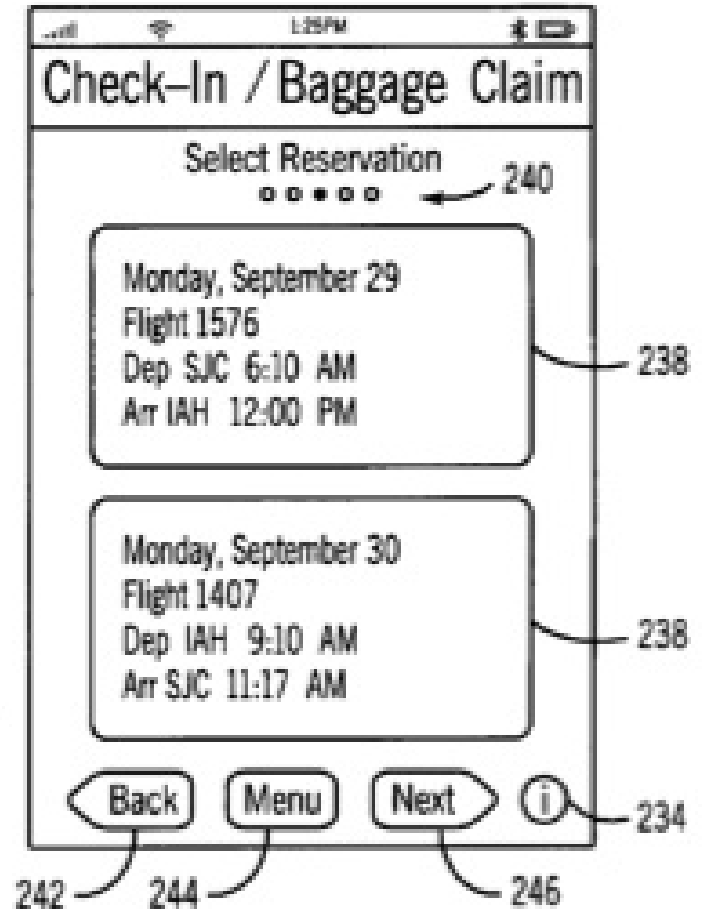 1:25PM
Check-In / Baggage Claim
Select Reservation
240
Monday, September 29
Flight 1576
Dep SJC 6:10 AM
Arr IAH 12:00 PM
238
Monday, September 30
Flight 1407
Dep IAH 9:10 AM
Arr SJC 11:17 AM
238
Back Menu Next i
234
242 244 246